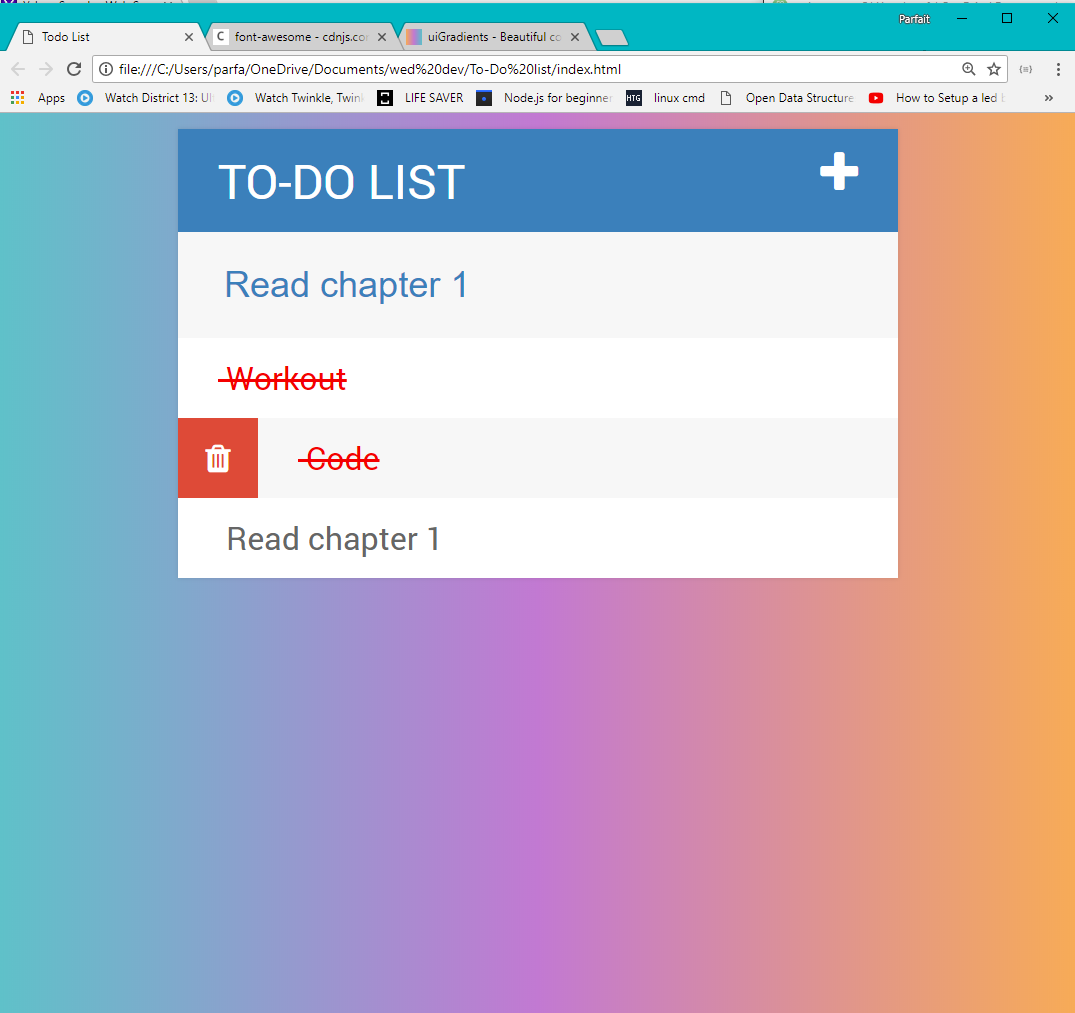 Parfait
Todo List
font-awesome - cdnjs.co
uiGradients - Beautiful co
file:///C:/Users/parfa/OneDrive/Documents/wed%20dev/To-Do%20list/index.html
Apps Watch District 13: Ul Watch Twinkle, Twin LIFE SAVER Node.js for beginner HTG linux cmd Open Data Structure How to Setup a led
TO-DO LIST
Read chapter 1
Workout
Code
Read chapter 1